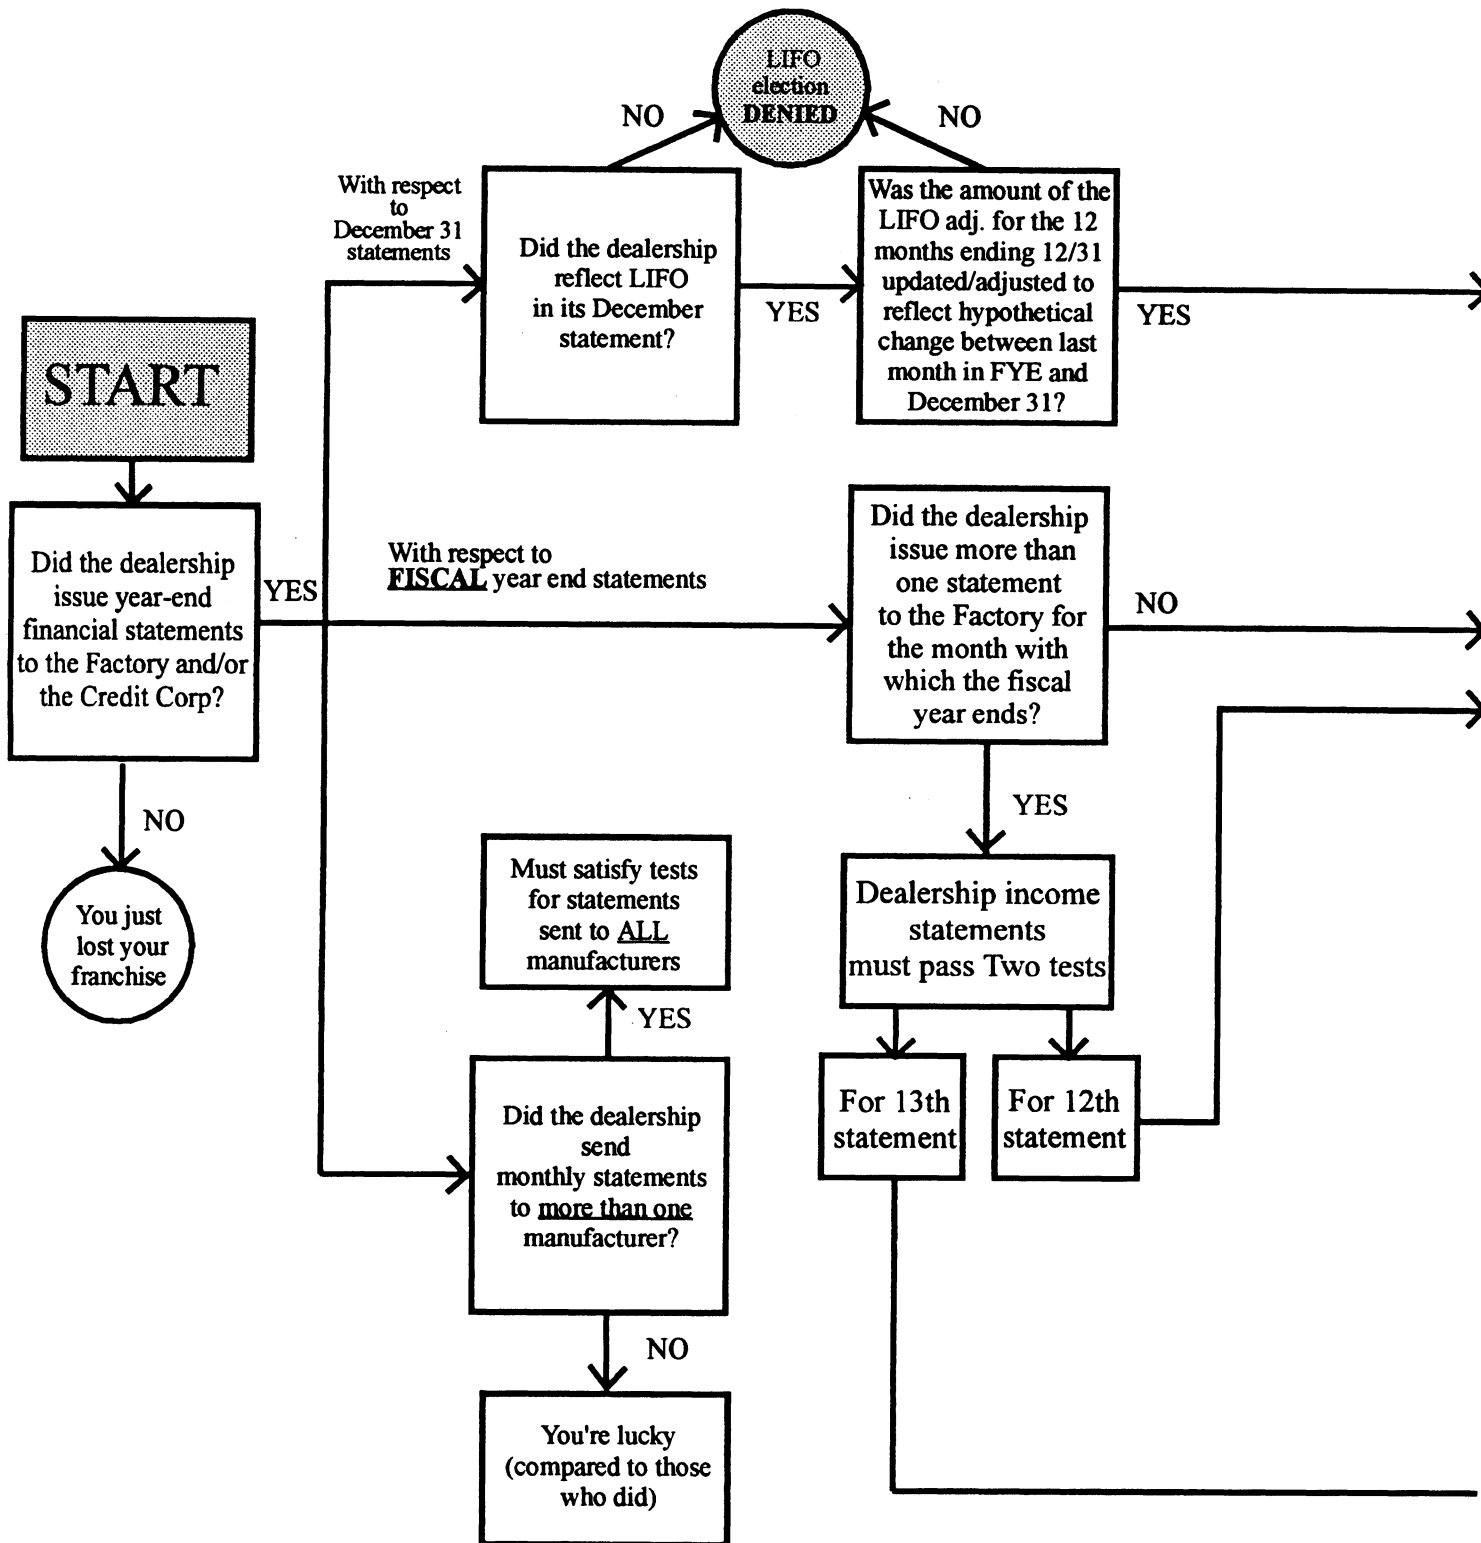 LIFO
election
DENIED
NO
NO
With respect
to
December 31
statements
Did the dealership
reflect LIFO
in its December
statement?
YES
Was the amount of the
LIFO adj. for the 12
months ending 12/31
updated/adjusted to
reflect hypothetical
change between last
month in FYE and
December 31?
YES
START
Did the dealership
issue year-end
financial statements
to the Factory and/or
the Credit Corp?
YES
With respect to
FISCAL year end statements
Did the dealership
issue more than
one statement
to the Factory for
the month with
which the fiscal
year ends?
NO
NO
You just
lost your
franchise
YES
Must satisfy tests
for statements
sent to ALL
manufacturers
Dealership income
statements
must pass Two tests
YES
For 13th
statement
For 12th
statement
Did the dealership
send
monthly statements
to more than one
manufacturer?
NO
You're lucky
(compared to those
who did)